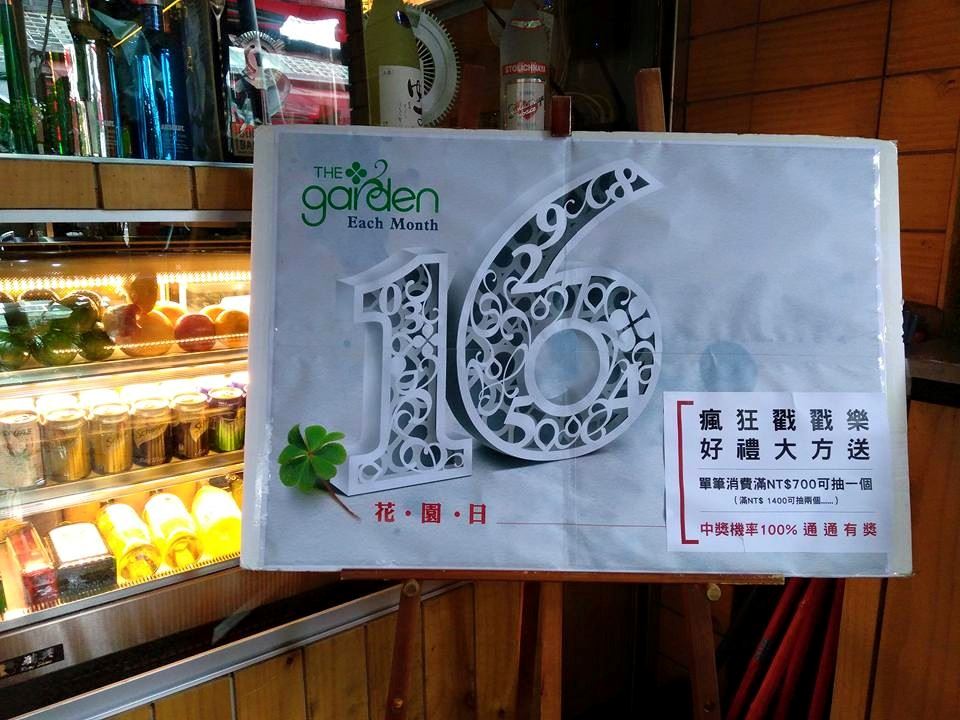 STOLICHNAYA
THE
garden
Each Month
16
花・園・日
瘋狂戳戳樂
好禮大方送
單筆消費滿NT$700可抽一個
(滿NT$ 1400可抽兩個......)
中獎機率100% 通通有獎